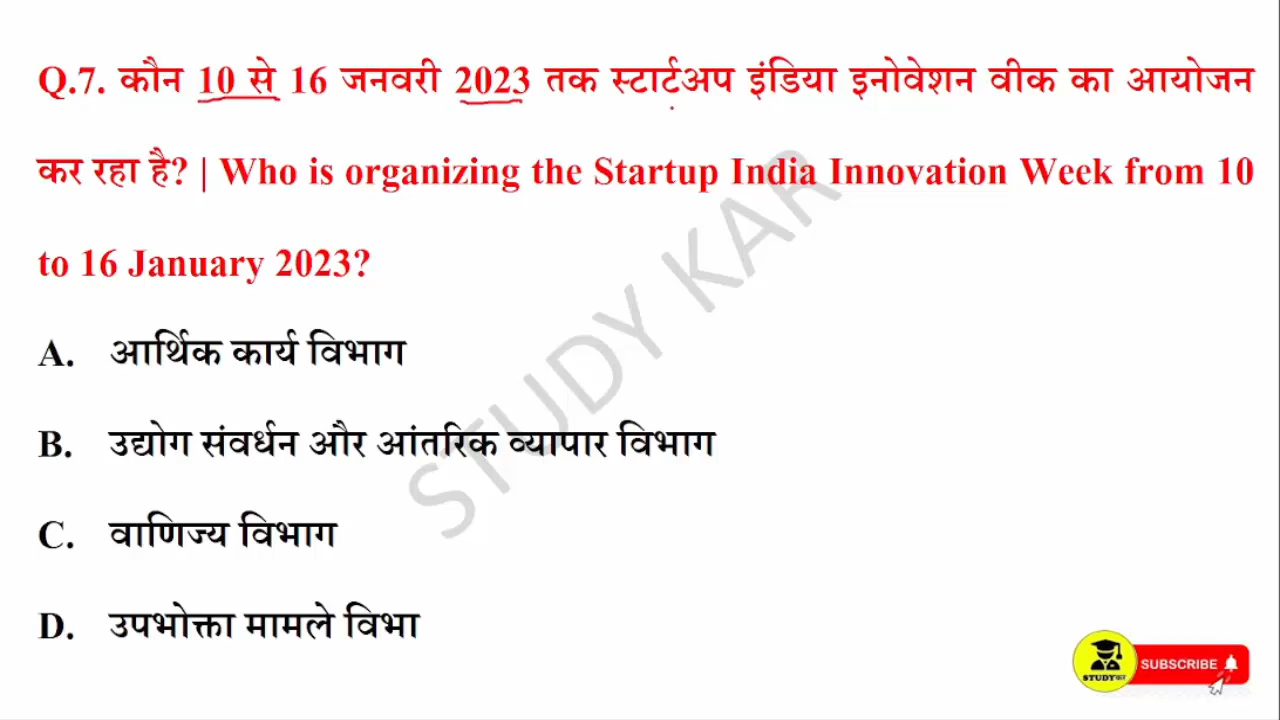 Q.7. कौन 10 से 16 जनवरी 2023 तक स्टार्टअप इंडिया इनोवेशन वीक का आयोजन
कर रहा है? | Who is organizing the Startup India Innovation Week from 10
to 16 January 2023?
A. आर्थिक कार्य विभाग
B. उद्योग संवर्धन और आंतरिक व्यापार विभाग
C. वाणिज्य विभाग
D. उपभोक्ता मामले विभा
STUDY KAR
STUDYकर
SUBSCRIBE